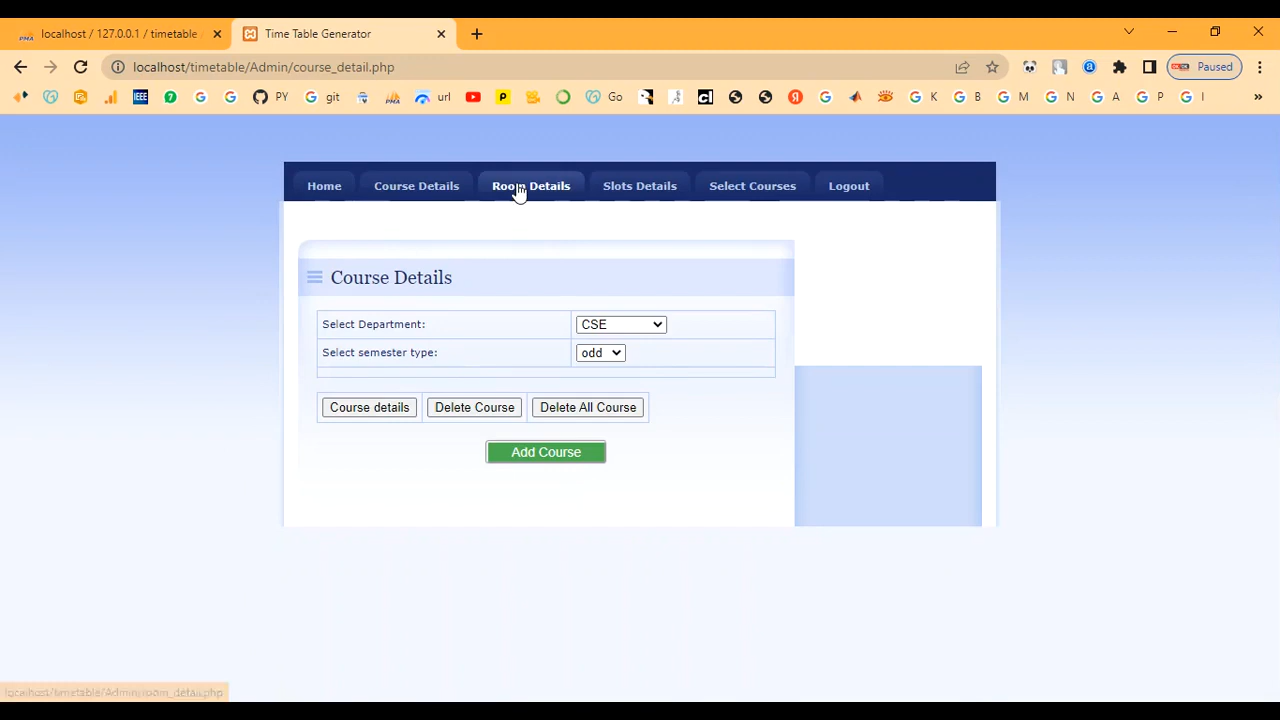 localhost / 127.0.0.1 / timetable
Time Table Generator
localhost/timetable/Admin/course_detail.php
Paused
IEEE
PY
git
PMA
url
Go
K
B
M
N
A
P
I
Home
Course Details
Room Details
Slots Details
Select Courses
Logout
Course Details
Select Department:
CSE
Select semester type:
odd
Course details
Delete Course
Delete All Course
Add Course
localhost/timetable/Admin/room_detail.php